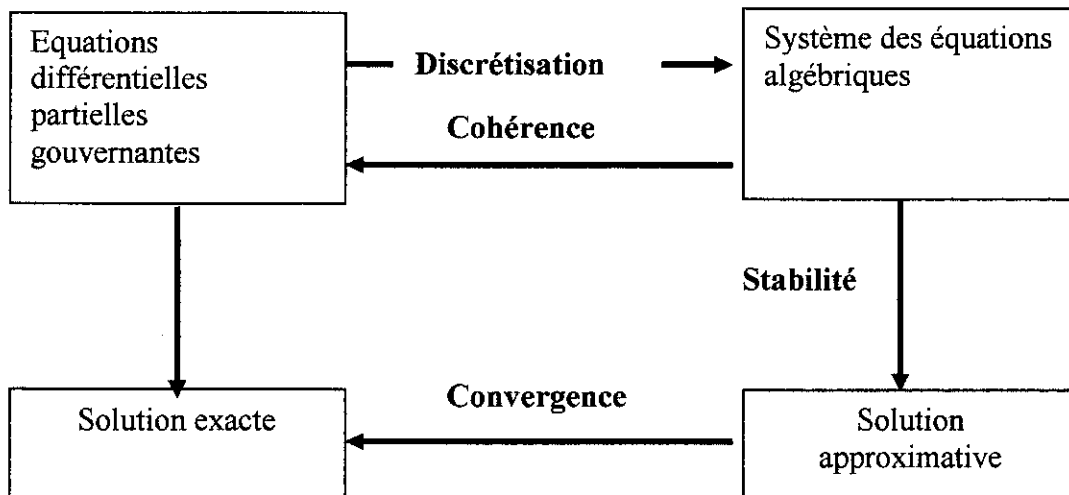 Equations
différentielles
partielles
gouvernantes
Discrétisation
Système des équations
algébriques
Cohérence
Stabilité
Solution exacte
Convergence
Solution
approximative